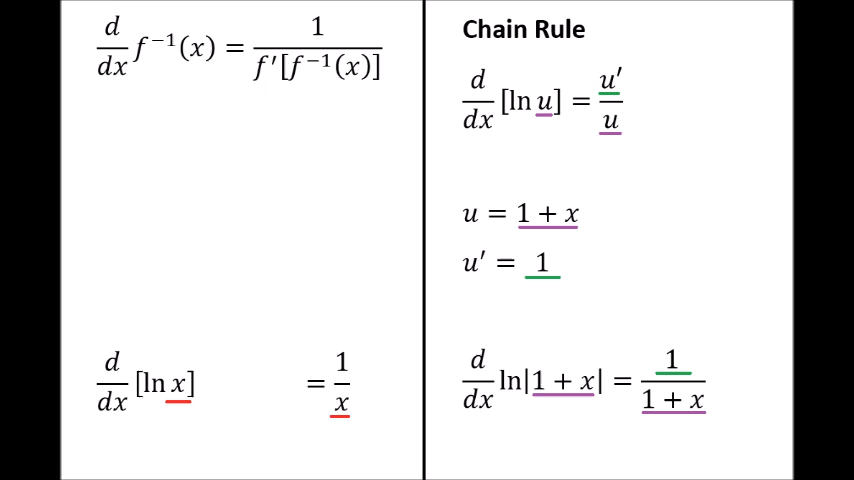 d/dx f⁻¹(x) = 1/f′[f⁻¹(x)]
d/dx [ln x] = 1/x
Chain Rule
d/dx [ln u] = u′/u
u = 1 + x
u′ = 1
d/dx ln|1 + x| = 1/(1 + x)